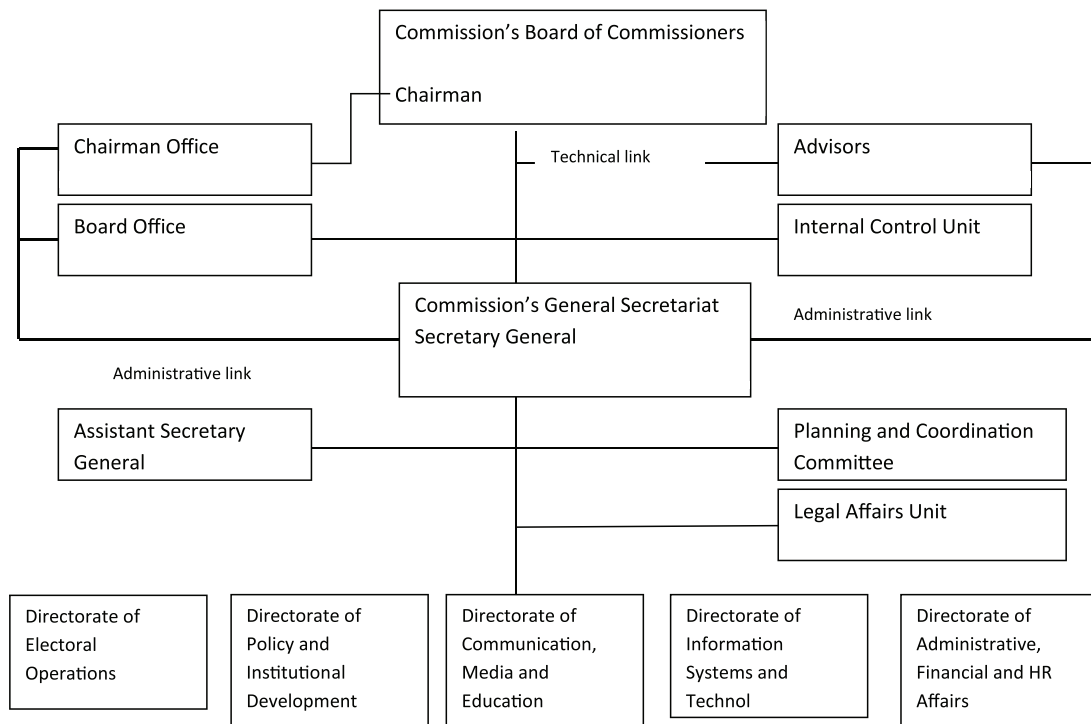 Commission’s Board of Commissioners
Chairman
Chairman Office
Technical link
Advisors
Board Office
Internal Control Unit
Commission’s General Secretariat
Secretary General
Administrative link
Administrative link
Assistant Secretary
General
Planning and Coordination
Committee
Legal Affairs Unit
Directorate of
Electoral
Operations
Directorate of
Policy and
Institutional
Development
Directorate of
Communication,
Media and
Education
Directorate of
Information
Systems and
Technol
Directorate of
Administrative,
Financial and HR
Affairs